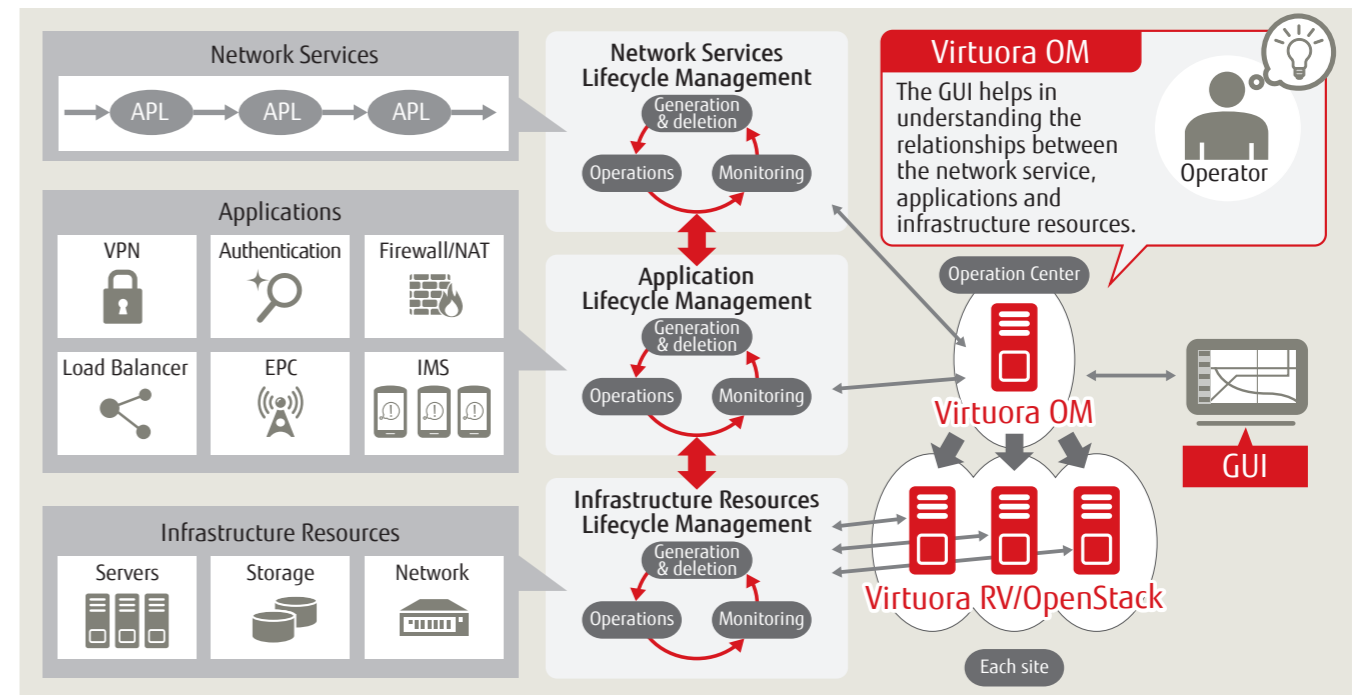 Network Services
APL
APL
APL
Applications
VPN
Authentication
Firewall/NAT
Load Balancer
EPC
IMS
Infrastructure Resources
Servers
Storage
Network
Network Services
Lifecycle Management
Generation
& deletion
Operations
Monitoring
Application
Lifecycle Management
Generation
& deletion
Operations
Monitoring
Infrastructure Resources
Lifecycle Management
Generation
& deletion
Operations
Monitoring
Virtuora OM
The GUI helps in
understanding the
relationships between
the network service,
applications and
infrastructure resources.
Operator
Operation Center
Virtuora OM
GUI
Virtuora RV/OpenStack
Each site